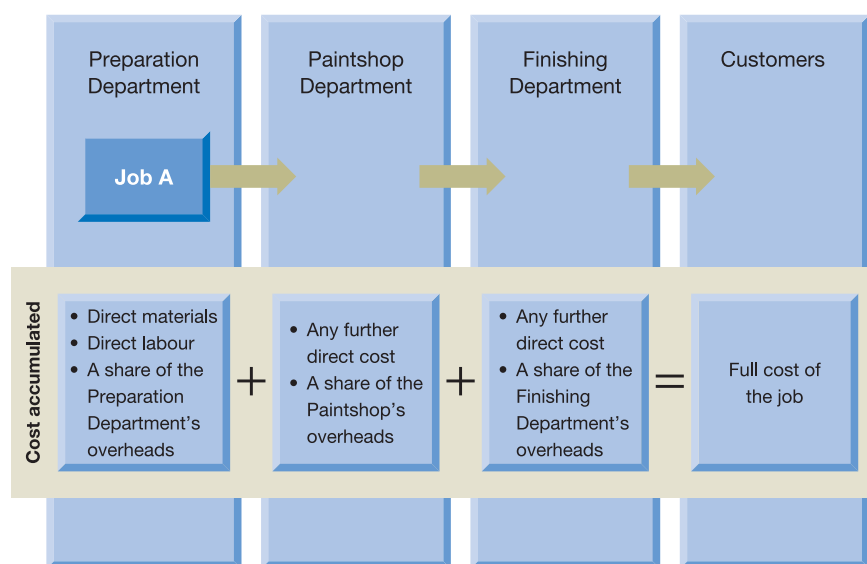 Preparation
Department
Paintshop
Department
Finishing
Department
Customers
Job A
Cost accumulated
• Direct materials
• Direct labour
• A share of the
Preparation
Department’s
overheads
+
• Any further
direct cost
• A share of the
Paintshop’s
overheads
+
• Any further
direct cost
• A share of the
Finishing
Department’s
overheads
=
Full cost of
the job